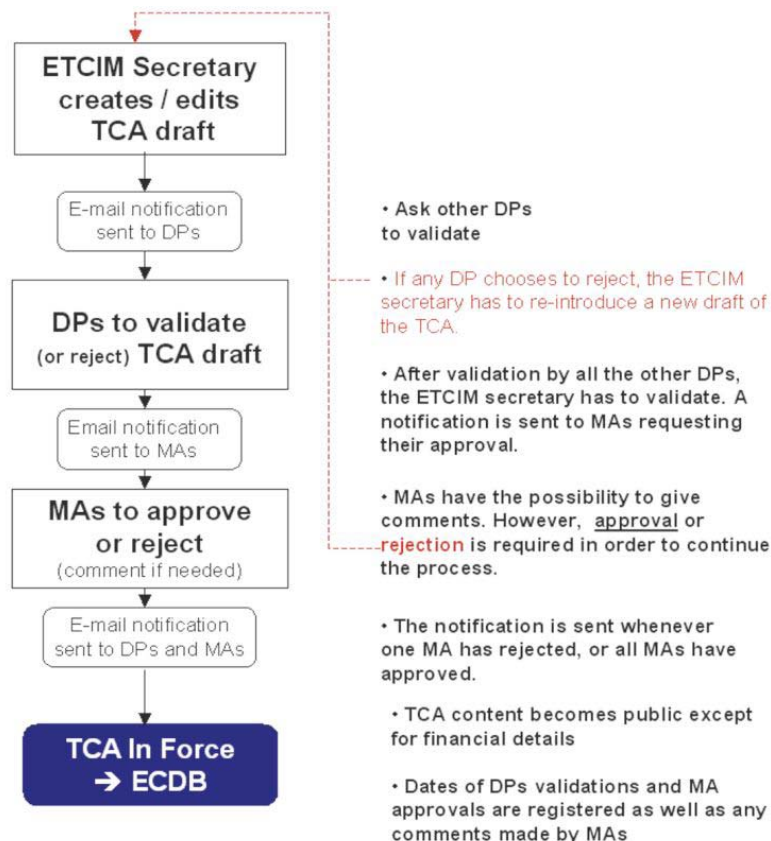 ETCIM Secretary
creates / edits
TCA draft
E-mail notification
sent to DPs
DPs to validate
(or reject) TCA draft
Email notification
sent to MAs
MAs to approve
or reject
(comment if needed)
E-mail notification
sent to DPs and MAs
TCA In Force
➔ ECDB
• Ask other DPs
to validate
• If any DP chooses to reject, the ETCIM
secretary has to re-introduce a new draft of
the TCA.
• After validation by all the other DPs,
the ETCIM secretary has to validate. A
notification is sent to MAs requesting
their approval.
• MAs have the possibility to give
comments. However, approval or
rejection is required in order to continue
the process.
• The notification is sent whenever
one MA has rejected, or all MAs have
approved.
• TCA content becomes public except
for financial details
• Dates of DPs validations and MA
approvals are registered as well as any
comments made by MAs